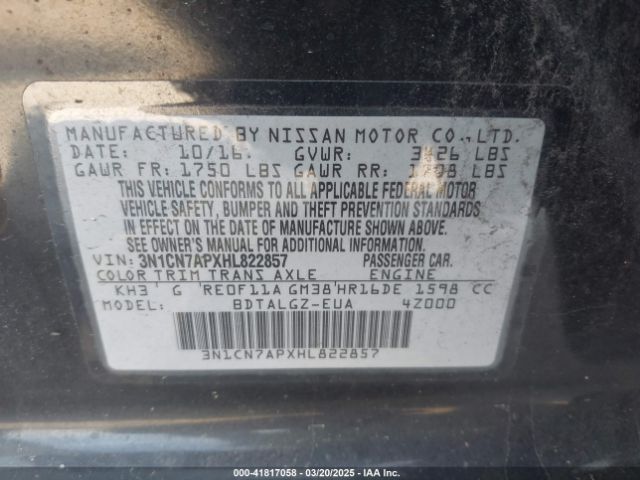 MANUFACTURED BY NISSAN MOTOR CO.,LTD.
DATE: 10/16. GVWR: LBS
GAWR FR: 1750 LBS GAWR RR: LBS
THIS VEHICLE CONFORMS TO ALL APPLICABLE FEDERAL MOTOR
VEHICLE SAFETY, BUMPER AND THEFT PREVENTION STANDARDS
IN EFFECT ON THE DATE OF MANUFACTURE SHOWN ABOVE.
SEE OWNER'S MANUAL FOR ADDITIONAL INFORMATION.
VIN: 3N1CN7APXHL822857 PASSENGER CAR.
COLOR TRIM TRANS AXLE ENGINE
KH3 G RE0F11A GM38 HR16DE 1598 CC
MODEL: BDTALGZ-EUA 4Z000
3N1CN7APXHL822857
000-41817058 — 03/20/2025 — IAA Inc.